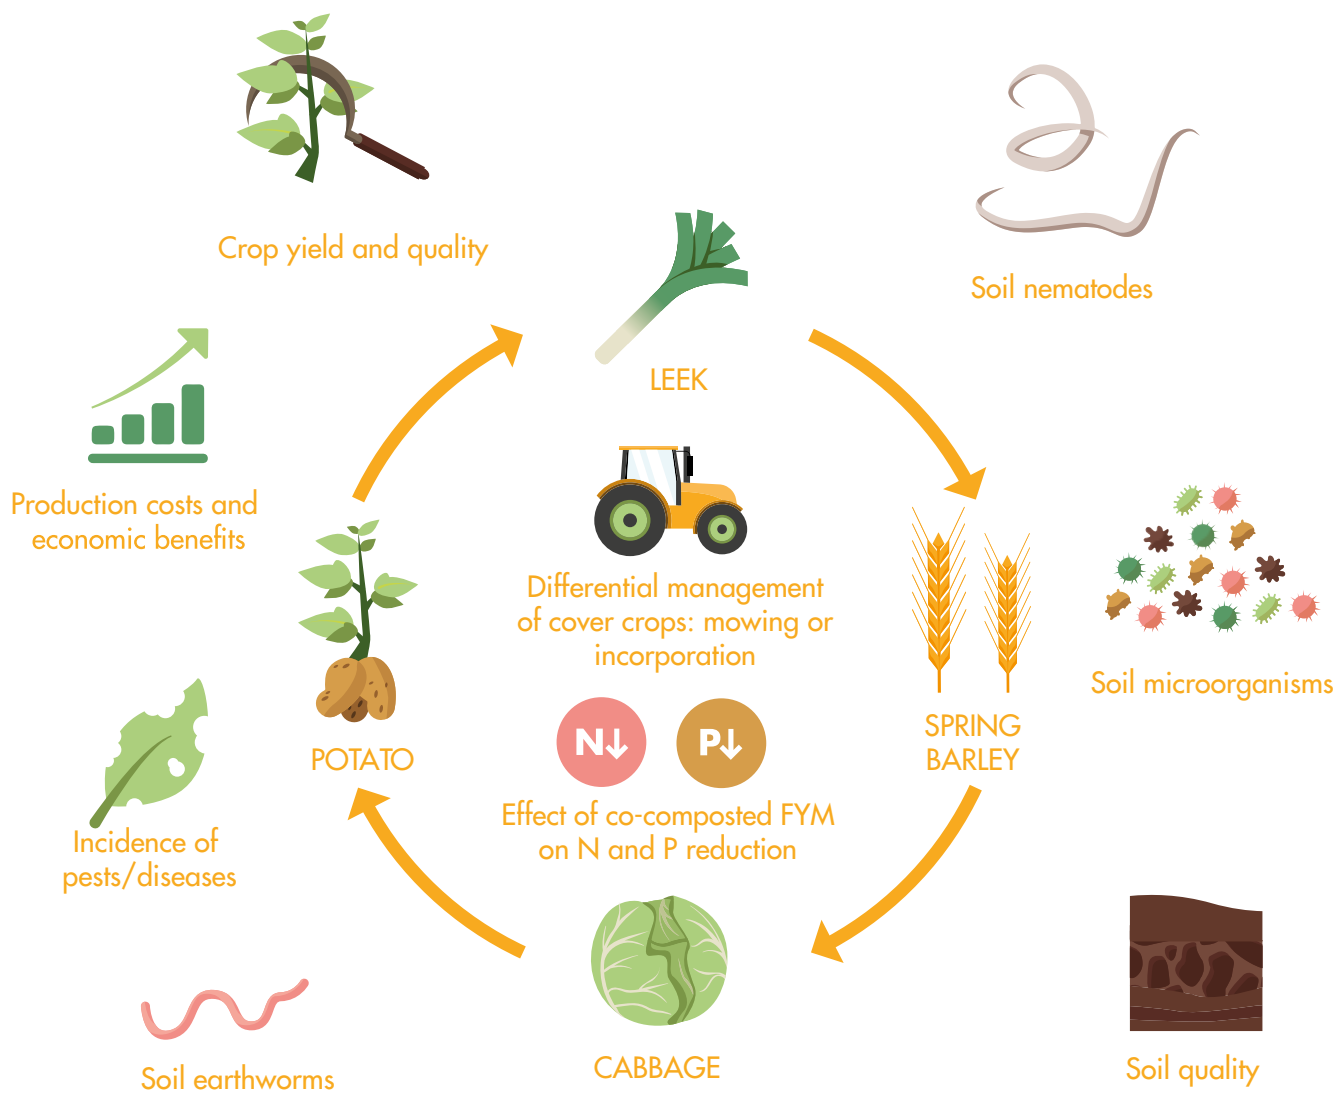 Crop yield and quality
Soil nematodes
LEEK
Production costs and
economic benefits
Differential management
of cover crops: mowing or
incorporation
Soil microorganisms
SPRING
BARLEY
POTATO
N↓ P↓
Effect of co-composted FYM
on N and P reduction
Incidence of
pests/diseases
CABBAGE
Soil quality
Soil earthworms